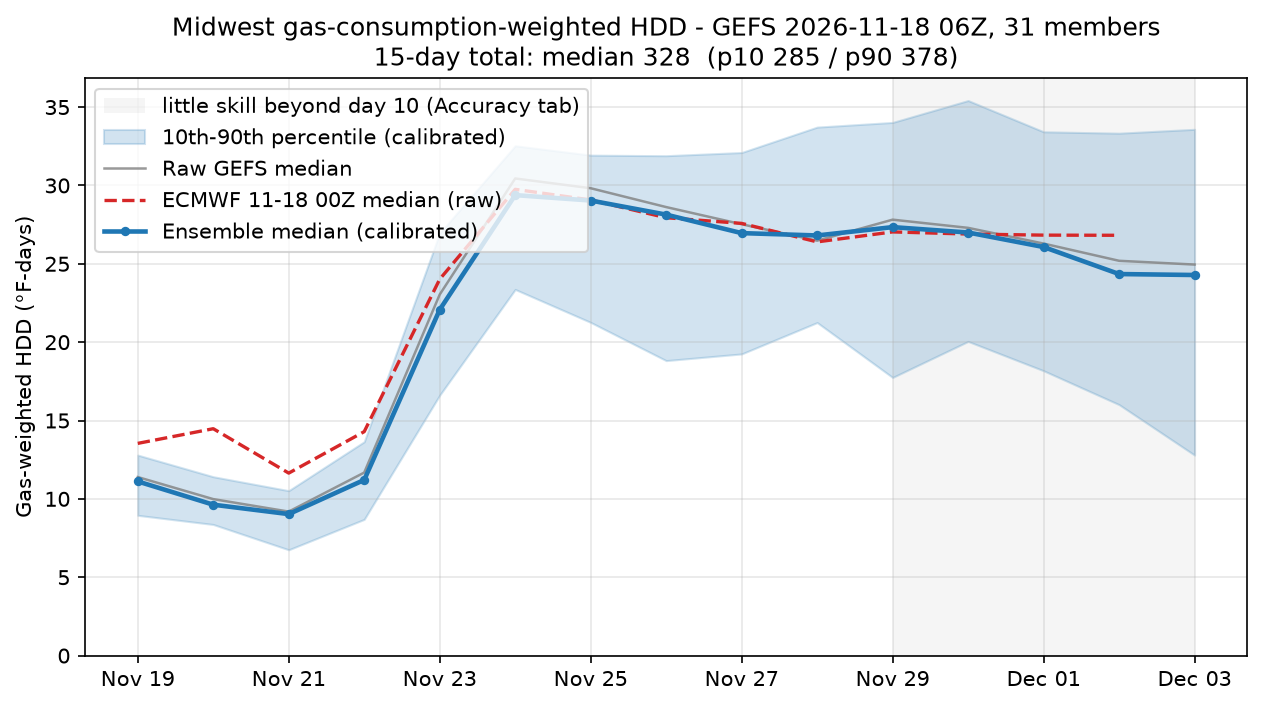 Midwest gas-consumption-weighted HDD - GEFS 2026-11-18 06Z, 31 members
15-day total: median 328  (p10 285 / p90 378)
little skill beyond day 10 (Accuracy tab)
10th-90th percentile (calibrated)
Raw GEFS median
ECMWF 11-18 00Z median (raw)
Ensemble median (calibrated)
Gas-weighted HDD (°F-days)
35
30
25
20
15
10
5
0
Nov 19
Nov 21
Nov 23
Nov 25
Nov 27
Nov 29
Dec 01
Dec 03